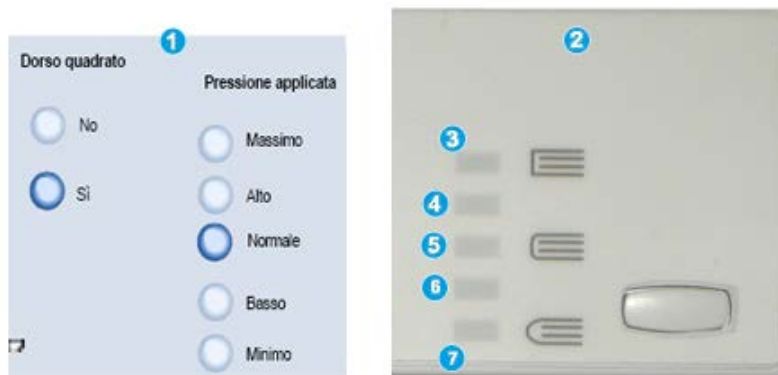 1
Dorso quadrato
Pressione applicata
No
Massimo
Sì
Alto
Normale
Basso
Minimo
2
3
4
5
6
7